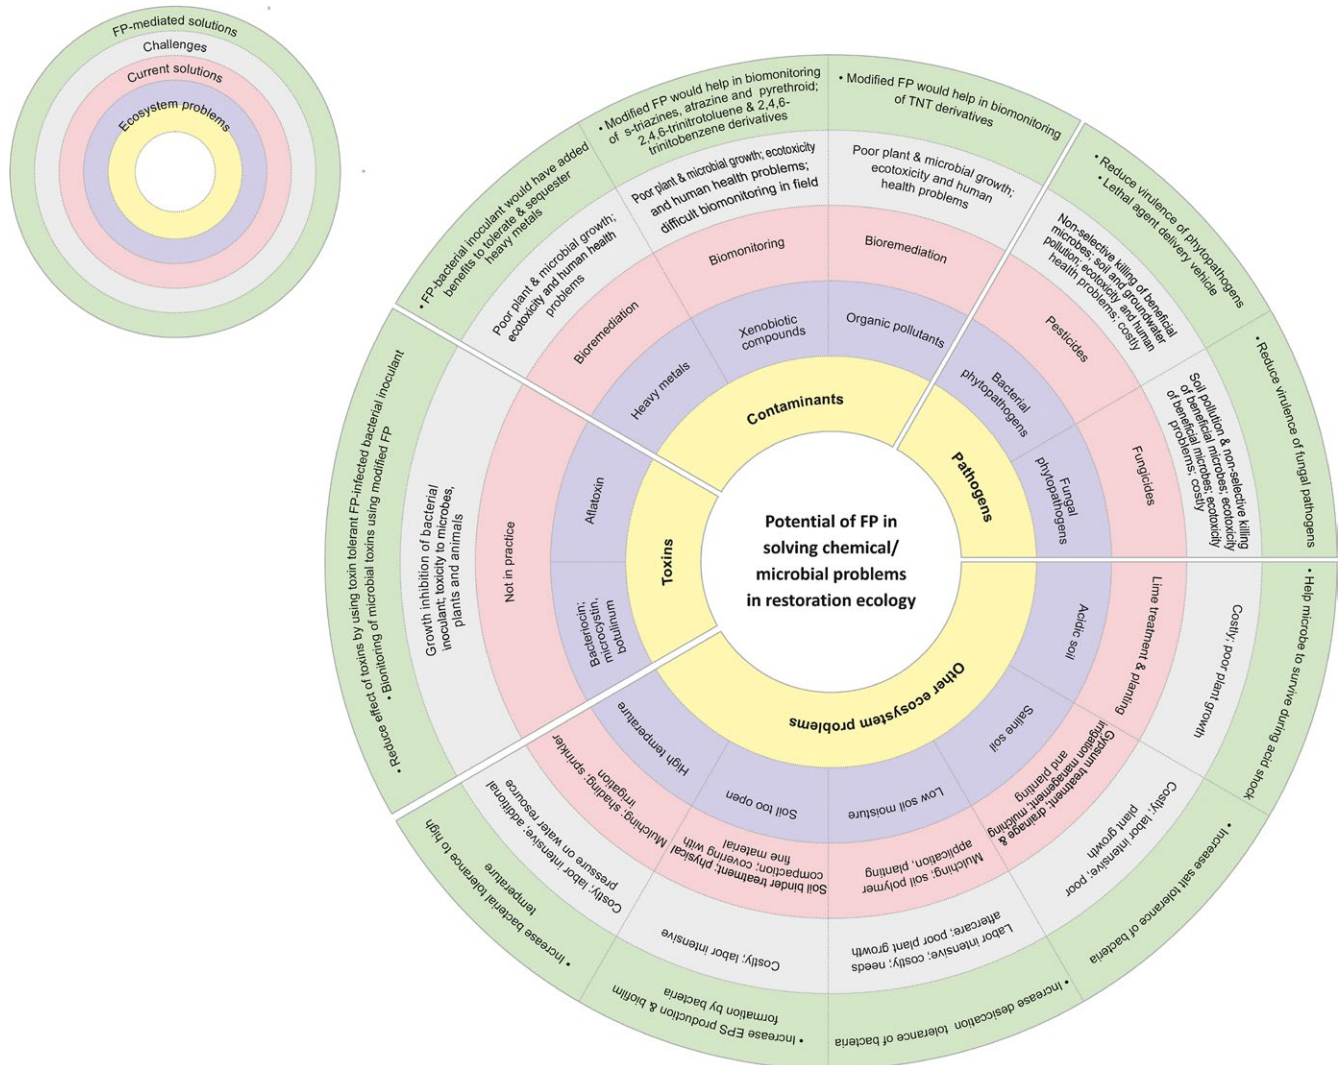 FP-mediated solutions
Challenges
Current solutions
Ecosystem problems
Potential of FP in
solving chemical/
microbial problems
in restoration ecology
Contaminants
Pathogens
Other ecosystem problems
Toxins
Heavy metals
Bioremediation
Poor plant & microbial growth;
ecotoxicity and human health
problems
• FP-bacterial inoculant would have added
benefits to tolerate & sequester
heavy metals
Xenobiotic
compounds
Biomonitoring
Poor plant & microbial growth; ecotoxicity
and human health problems;
difficult biomonitoring in field
• Modified FP would help in biomonitoring
of s-triazines, atrazine and pyrethroid;
2,4,6-trinitrotoluene & 2,4,6-
trinitobenzene derivatives
Organic pollutants
Bioremediation
Poor plant & microbial growth;
ecotoxicity and human
health problems
• Modified FP would help in biomonitoring
of TNT derivatives
Bacterial
phytopathogens
Pesticides
Non-selective killing of beneficial
microbes; soil and groundwater
pollution; ecotoxicity and human
health problems; costly
• Reduce virulence of phytopathogens
• Lethal agent delivery vehicle
Fungal
phytopathogens
Fungicides
Soil pollution & non-selective killing
of beneficial microbes; ecotoxicity
of beneficial microbes; ecotoxicity
problems; costly
• Reduce virulence of fungal pathogens
Acidic soil
Lime treatment & planting
Costly; poor plant growth
• Help microbe to survive during acid shock
Saline soil
Gypsum treatment; drainage &
irrigation management; mulching
and planting
Costly; labor intensive; poor
plant growth
• Increase salt tolerance of bacteria
Low soil moisture
Mulching; soil polymer
application, planting
Labor intensive; costly; needs
aftercare; poor plant growth
• Increase desiccation tolerance of bacteria
Soil too open
Soil binder treatment; physical
compaction; covering with
fine material
Costly; labor intensive
• Increase EPS production & biofilm
formation by bacteria
High temperature
Mulching; shading; sprinkler
irrigation
Costly; labor intensive; additional
pressure on water resource
• Increase bacterial tolerance to high
temperature
Bacteriocin;
microcystin,
botulinum
Aflatoxin
Not in practice
Growth inhibition of bacterial
inoculant; toxicity to microbes,
plants and animals
• Reduce effect of toxins by using toxin tolerant FP-infected bacterial inoculant
• Bionitoring of microbial toxins using modified FP